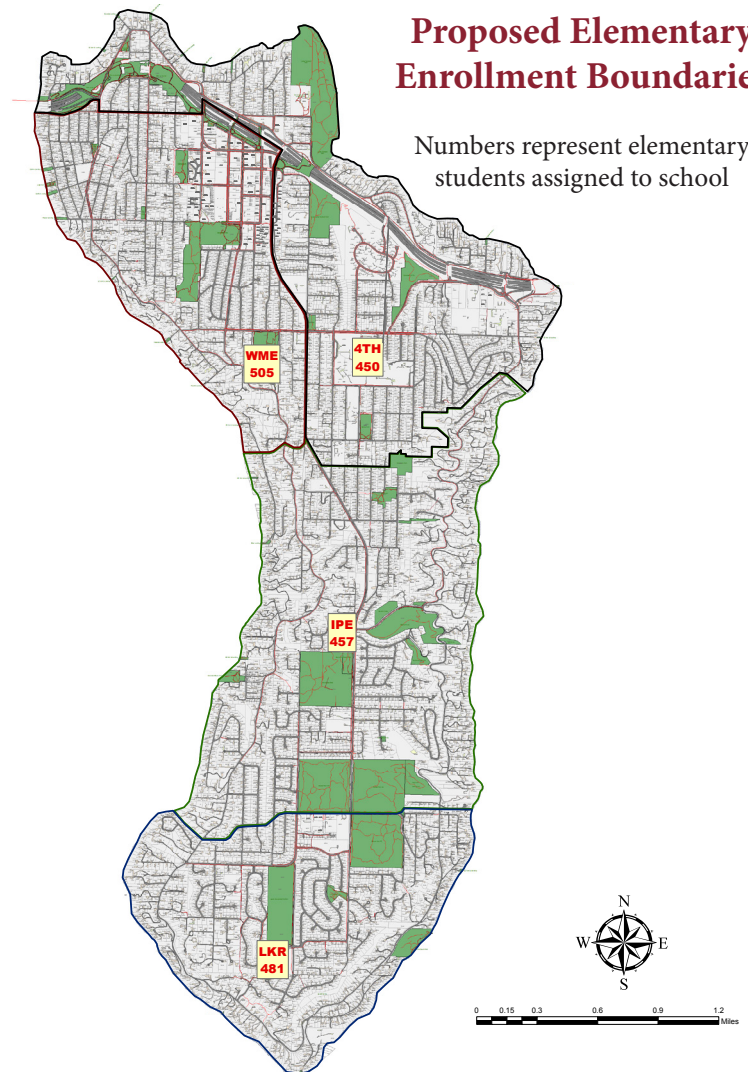 Proposed Elementary
Enrollment Boundarie
Numbers represent elementary
students assigned to school
WME
505
4TH
450
IPE
457
LKR
481
N
W E
S
0 0.15 0.3 0.6 0.9 1.2
Miles